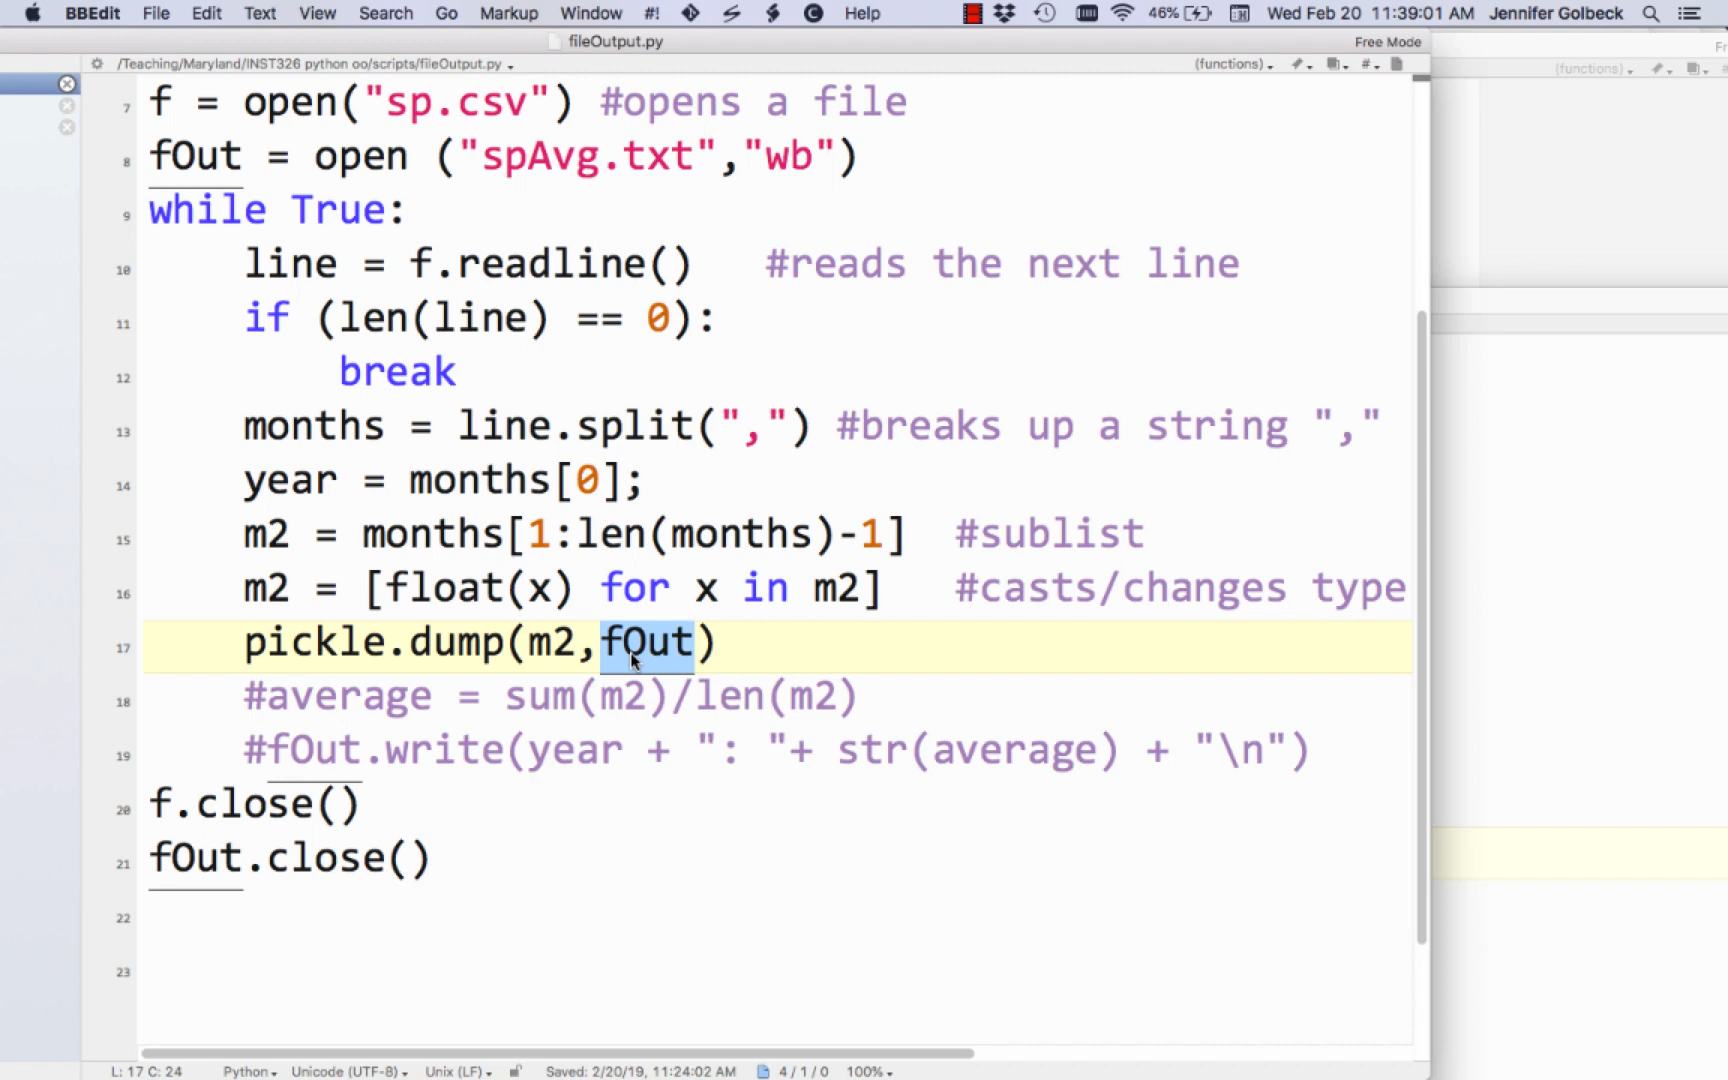 BBEdit File Edit Text View Search Go Markup Window #! Help 46% Wed Feb 20 11:39:01 AM Jennifer Golbeck
fileOutput.py Free Mode
/Teaching/Maryland/INST326 python oo/scripts/fileOutput.py (functions) #
(functions)
7 f = open("sp.csv") #opens a file
8 fOut = open ("spAvg.txt","wb")
9 while True:
10 line = f.readline() #reads the next line
11 if (len(line) == 0):
12 break
13 months = line.split(",") #breaks up a string ","
14 year = months[0];
15 m2 = months[1:len(months)-1] #sublist
16 m2 = [float(x) for x in m2] #casts/changes type
17 pickle.dump(m2,fOut)
18 #average = sum(m2)/len(m2)
19 #fOut.write(year + ": "+ str(average) + "\n")
20 f.close()
21 fOut.close()
22
23
L: 17 C: 24 Python Unicode (UTF-8) Unix (LF) Saved: 2/20/19, 11:24:02 AM 4 / 1 / 0 100%